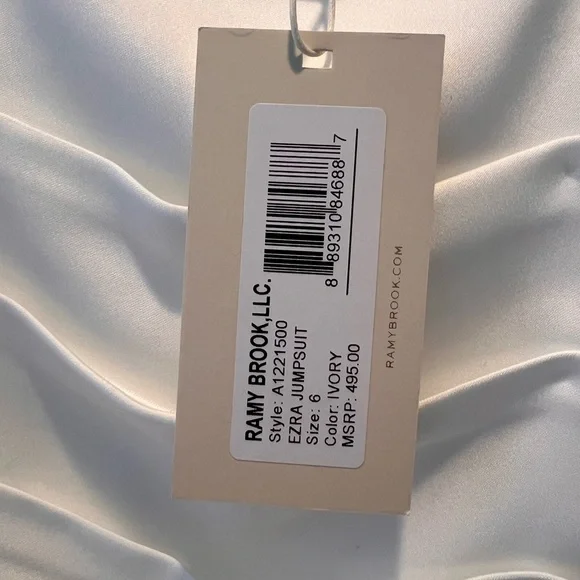 8 89310 84688 7
RAMY BROOK,LLC.
Style: A1221500
EZRA JUMPSUIT
Size: 6
Color: IVORY
MSRP: 495.00
RAMYBROOK.COM